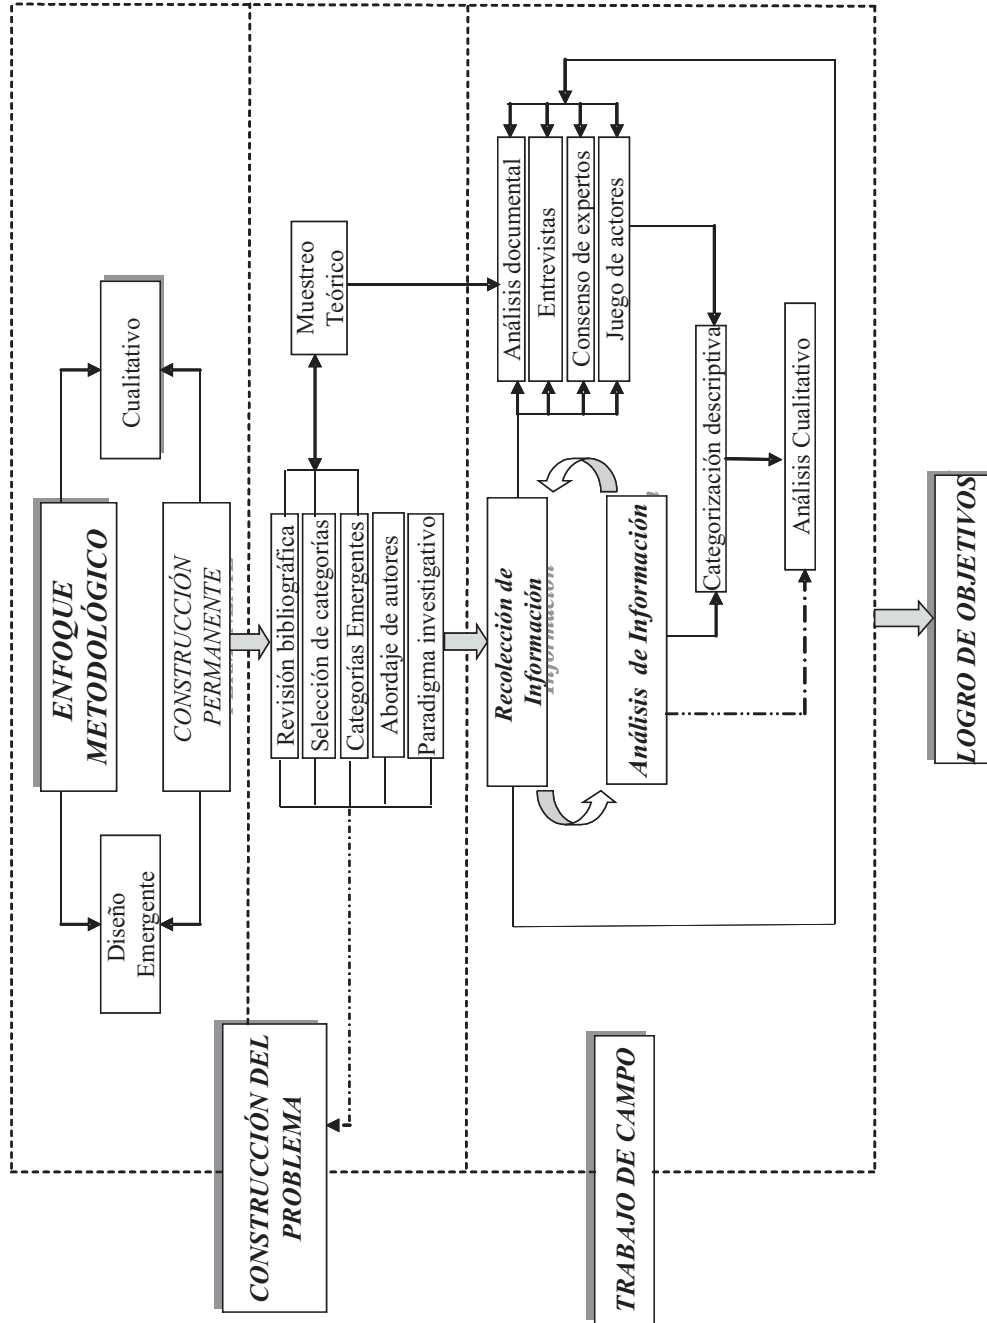 ENFOQUE
METODOLÓGICO
Diseño
Emergente
Cualitativo
CONSTRUCCIÓN
PERMANENTE
CONSTRUCCIÓN DEL
PROBLEMA
Revisión bibliográfica
Selección de categorías
Categorías Emergentes
Abordaje de autores
Paradigma investigativo
Muestreo
Teórico
TRABAJO DE CAMPO
Recolección de
Información
Análisis de Información
Análisis documental
Entrevistas
Consenso de expertos
Juego de actores
Categorización descriptiva
Análisis Cualitativo
LOGRO DE OBJETIVOS